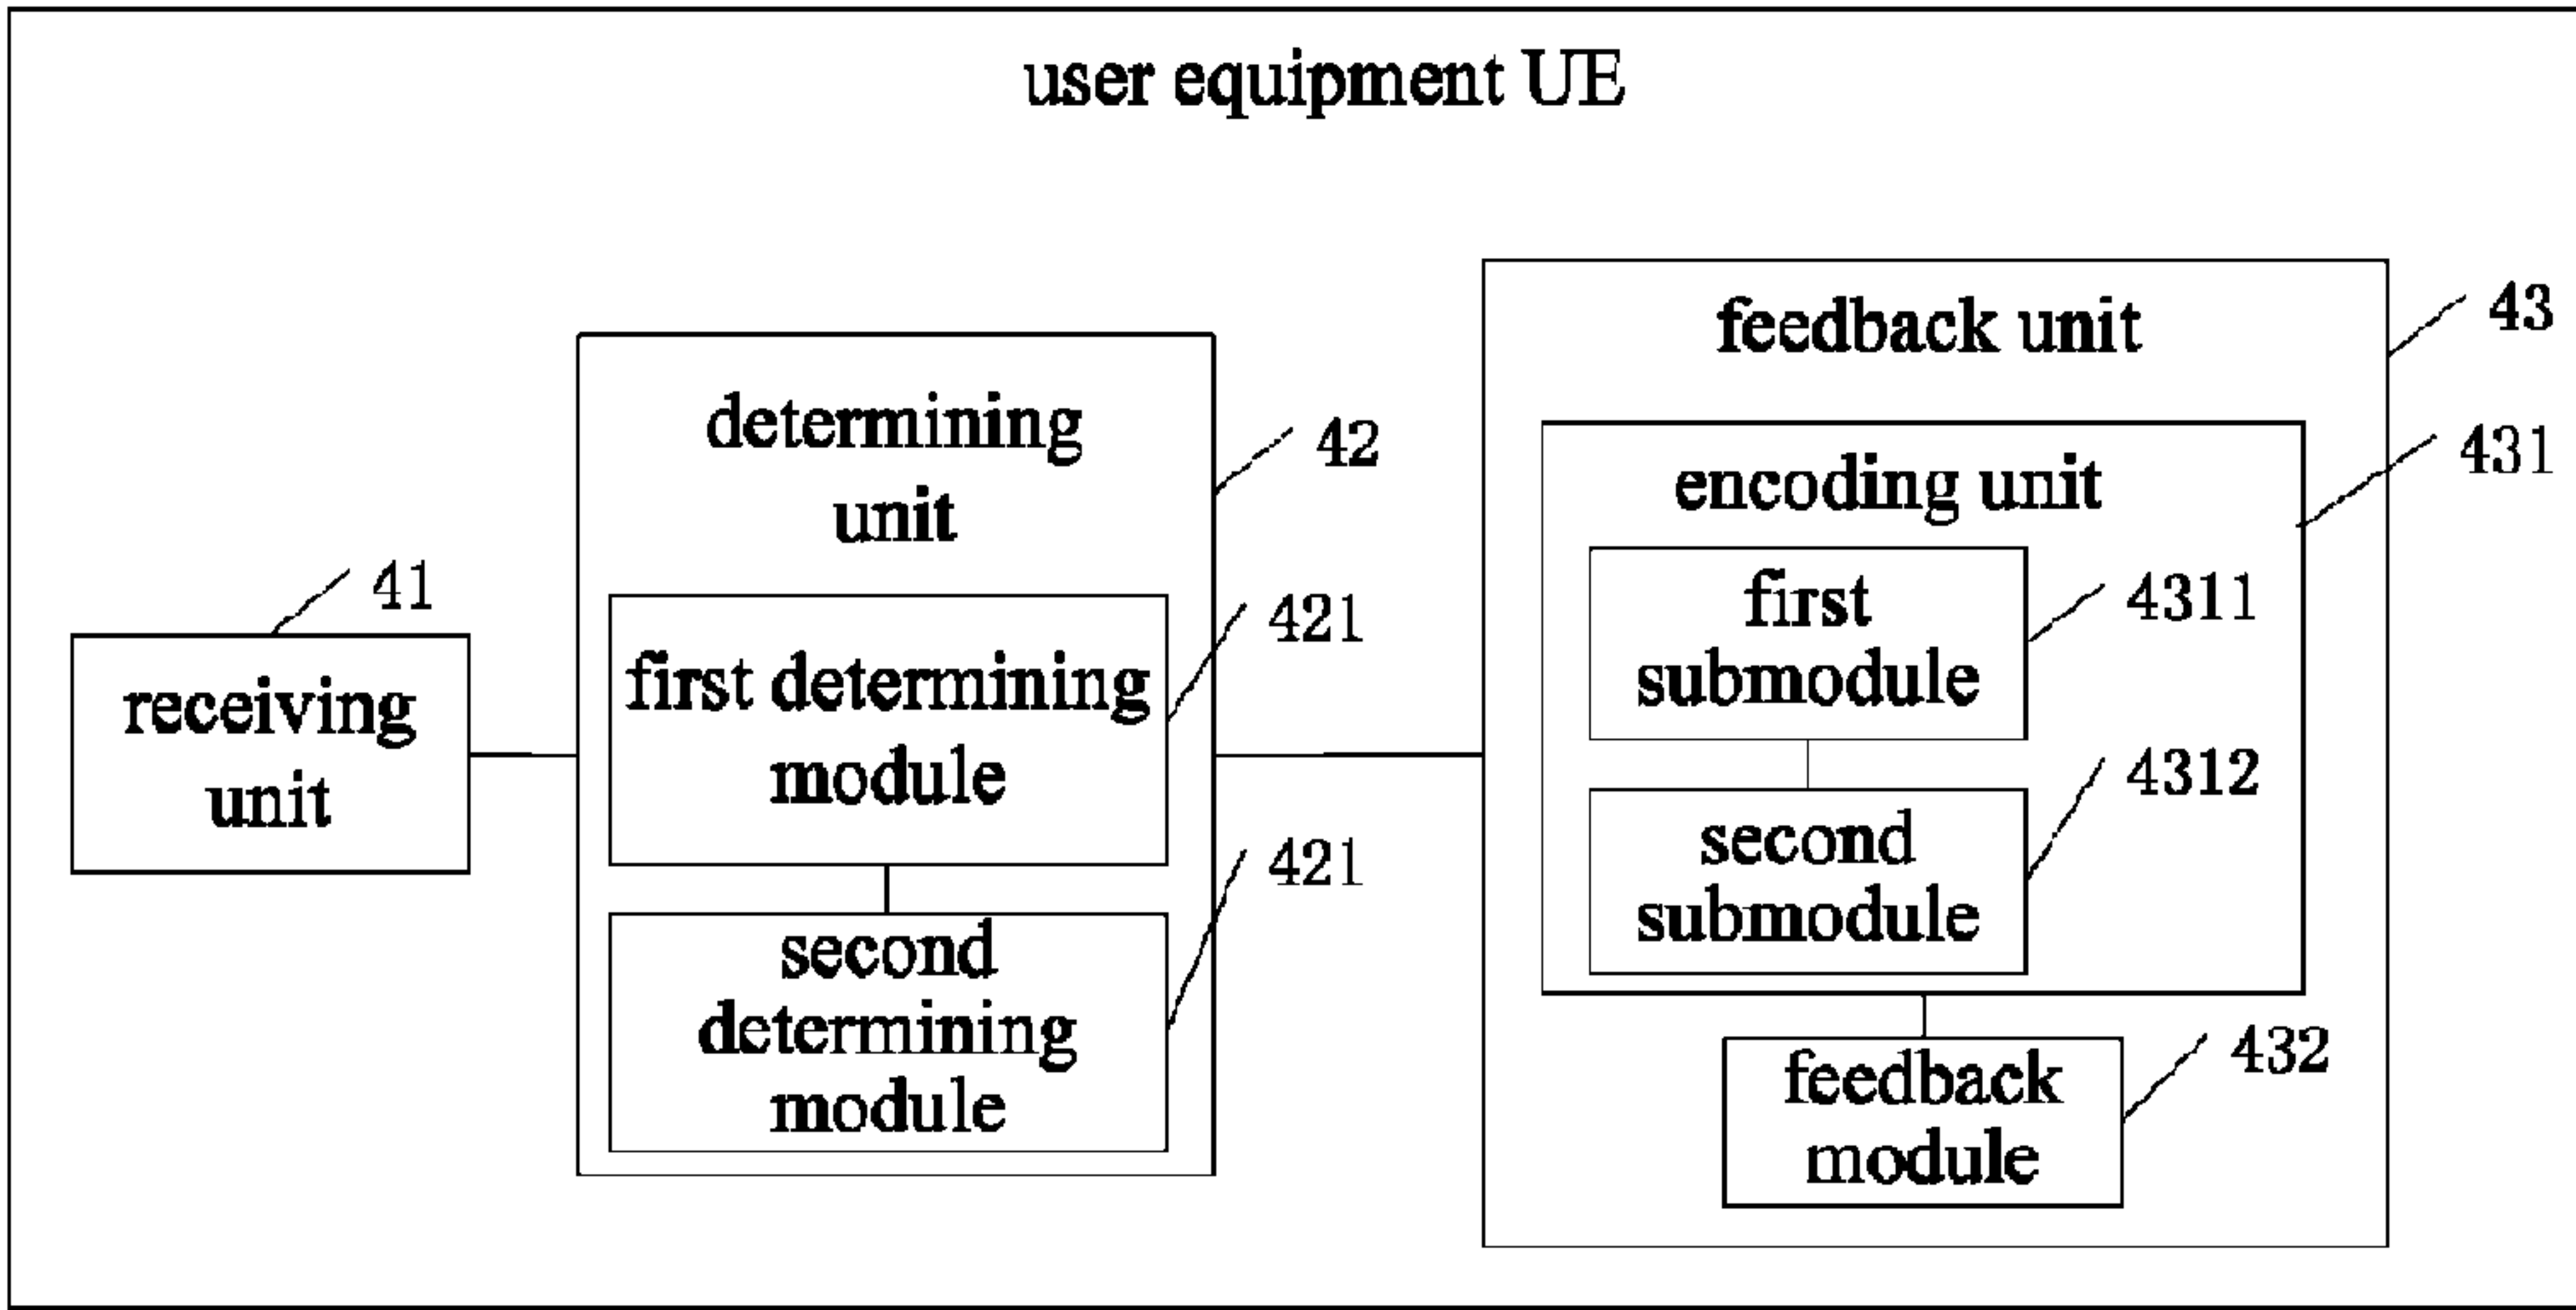 user equipment UE
41
receiving
unit
42
determining
unit
421
first determining
module
421
second
determining
module
43
feedback unit
431
encoding unit
4311
first
submodule
4312
second
submodule
432
feedback
module